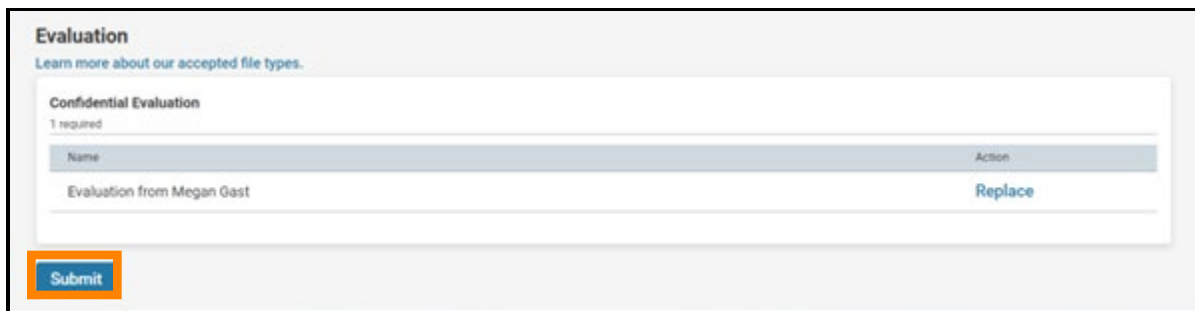 Evaluation
Learn more about our accepted file types.
Confidential Evaluation
1 required
Name Action
Evaluation from Megan Gast Replace
Submit